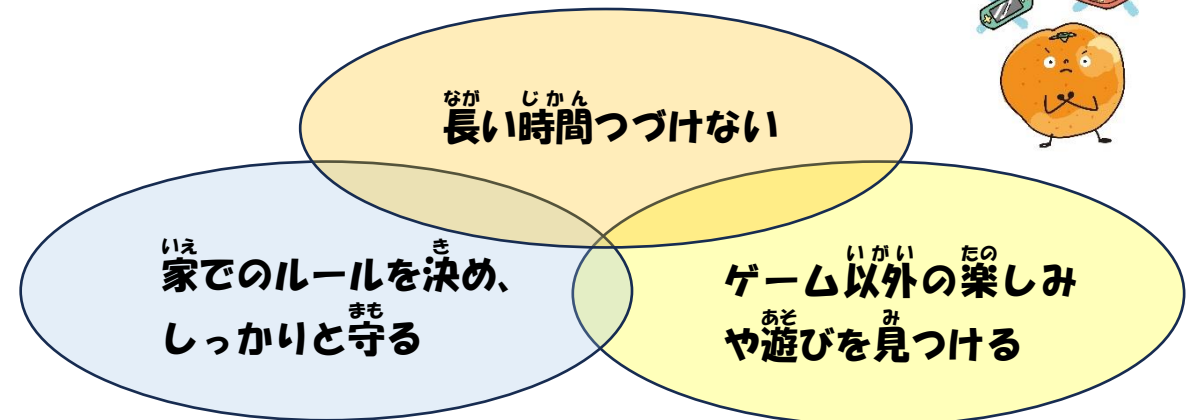 長い時間つづけない
家でのルールを決め、
しっかりと守る
ゲーム以外の楽しみ
や遊びを見つける